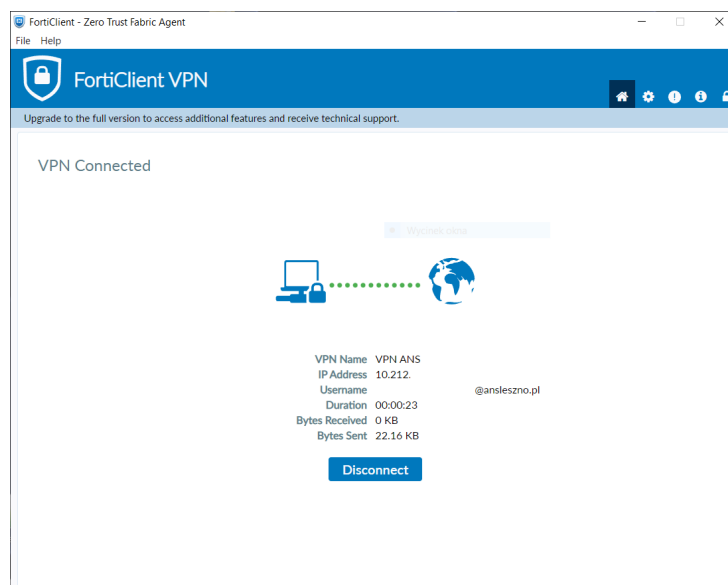 FortiClient - Zero Trust Fabric Agent
File Help
FortiClient VPN
Upgrade to the full version to access additional features and receive technical support.
VPN Connected
Wycinek okna
VPN Name VPN ANS
IP Address 10.212.
Username @ansleszno.pl
Duration 00:00:23
Bytes Received 0 KB
Bytes Sent 22.16 KB
Disconnect